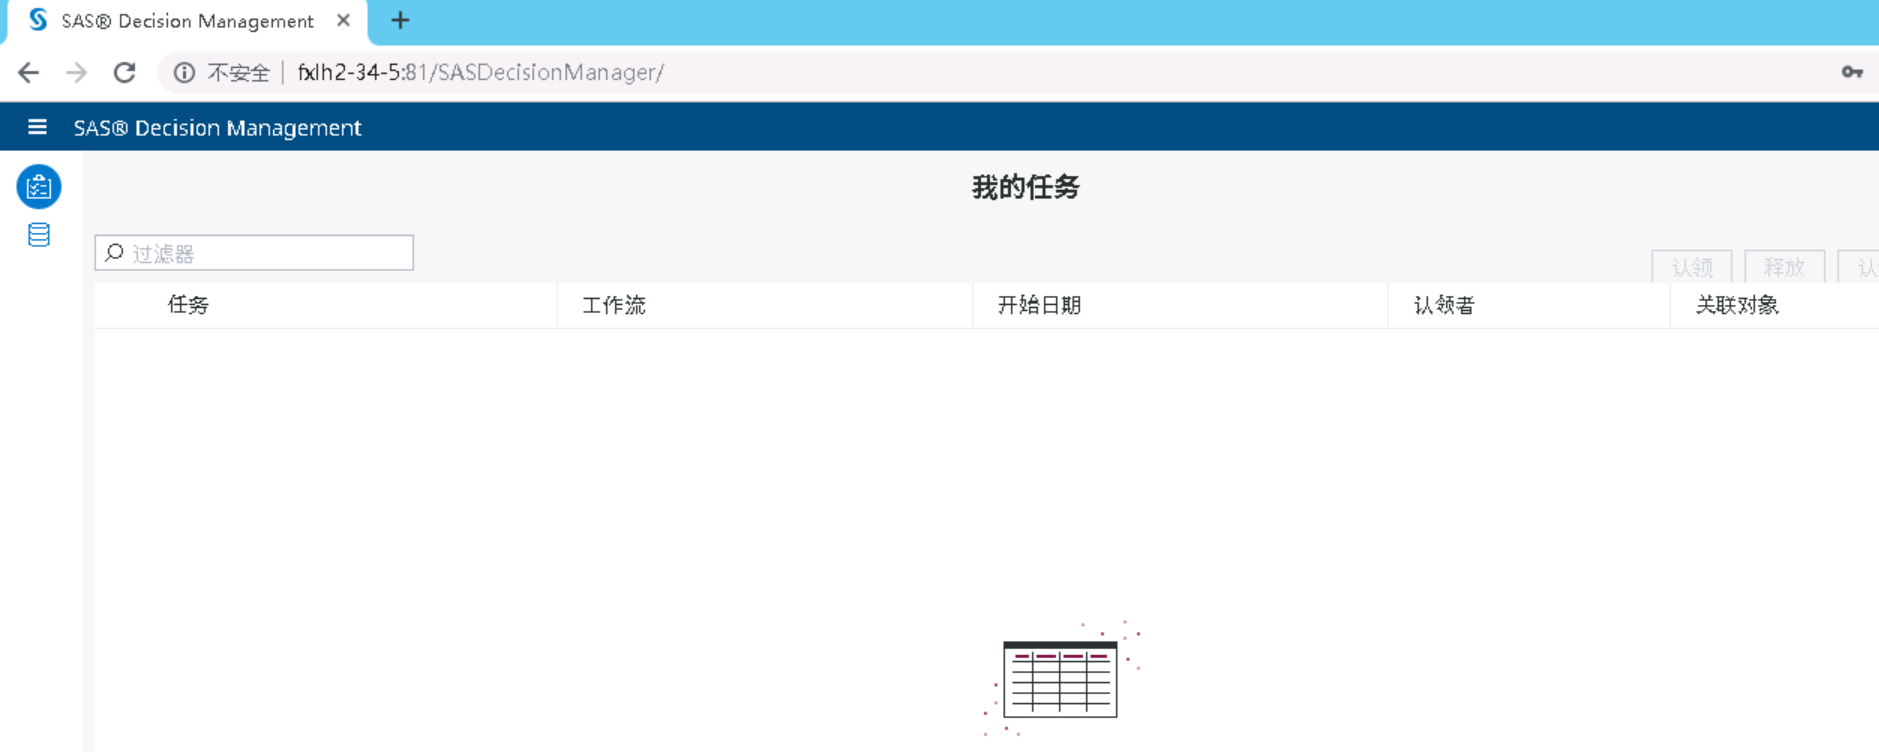 SAS® Decision Management
不安全 fxlh2-34-5:81/SASDecisionManager/
SAS® Decision Management
我的任务
过滤器
认领 释放
任务 工作流 开始日期 认领者 关联对象